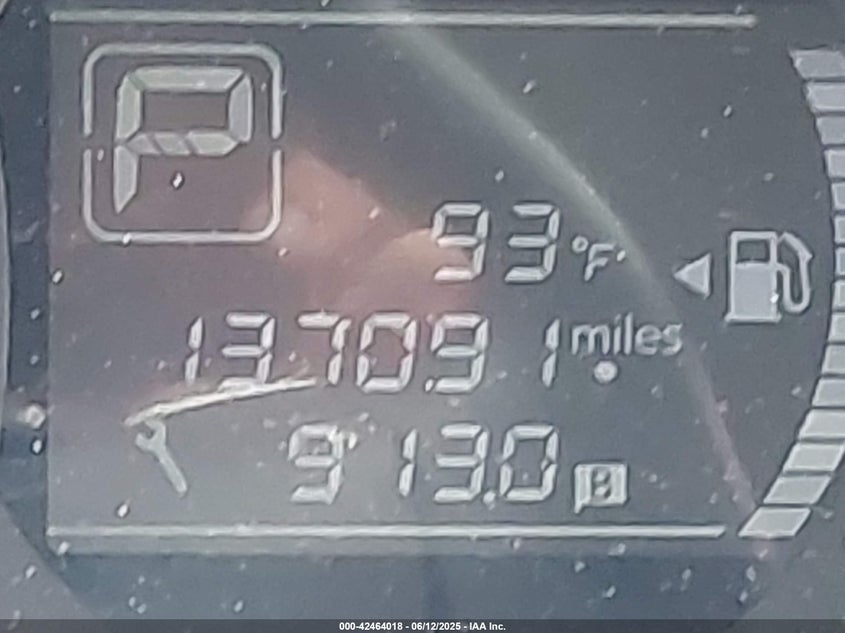 P
93°F
137091 miles
913.0 B
000-42464018 - 06/12/2025 - IAA Inc.